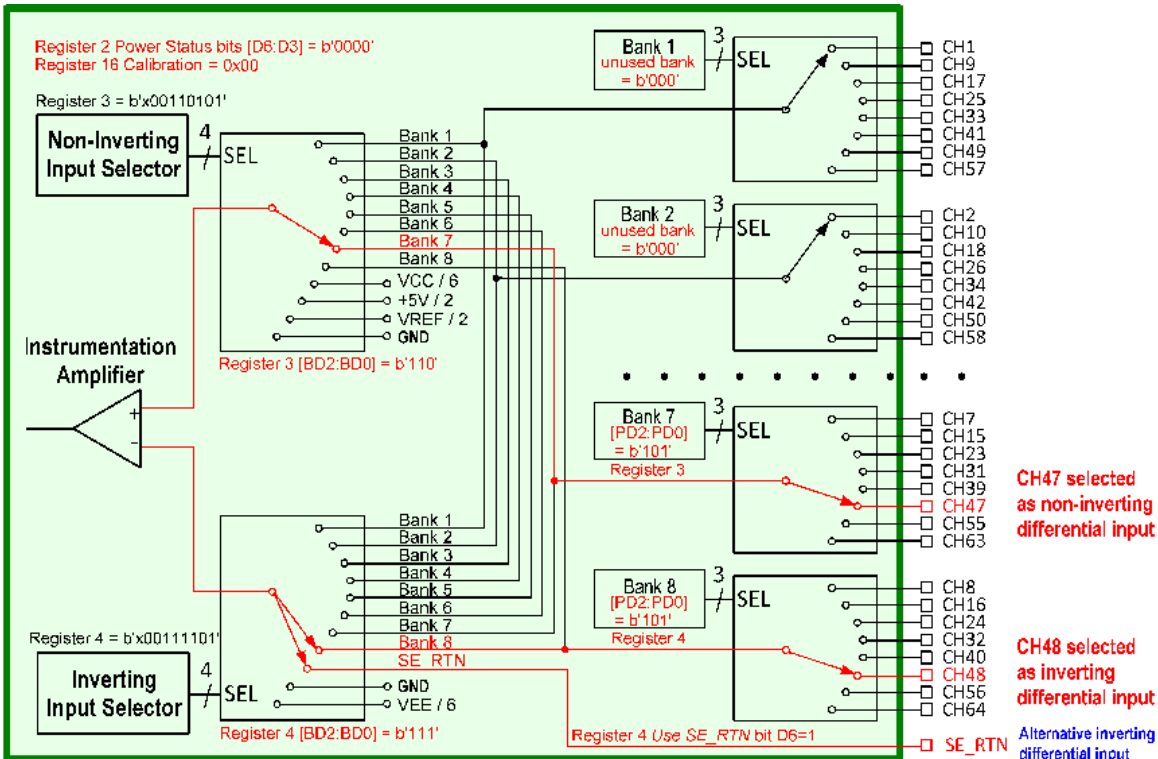 Register 2 Power Status bits [D6:D3] = b'0000'
Register 16 Calibration = 0x00
Register 3 = b'x00110101'
Non-Inverting
Input Selector
4
SEL
Bank 1
Bank 2
Bank 3
Bank 4
Bank 5
Bank 6
Bank 7
Bank 8
VCC / 6
+5V / 2
VREF / 2
GND
Register 3 [BD2:BD0] = b'110'
Instrumentation
Amplifier
+
-
Register 4 = b'x00111101'
Inverting
Input Selector
4
SEL
Bank 1
Bank 2
Bank 3
Bank 4
Bank 5
Bank 6
Bank 7
Bank 8
SE_RTN
GND
VEE / 6
Register 4 [BD2:BD0] = b'111'
Register 4 Use SE_RTN bit D6=1
Bank 1
unused bank
= b'000'
3
SEL
CH1
CH9
CH17
CH25
CH33
CH41
CH49
CH57
Bank 2
unused bank
= b'000'
3
SEL
CH2
CH10
CH18
CH26
CH34
CH42
CH50
CH58
Bank 7
[PD2:PD0]
= b'101'
Register 3
3
SEL
CH7
CH15
CH23
CH31
CH39
CH47
CH55
CH63
CH47 selected
as non-inverting
differential input
Bank 8
[PD2:PD0]
= b'101'
Register 4
3
SEL
CH8
CH16
CH24
CH32
CH40
CH48
CH56
CH64
CH48 selected
as inverting
differential input
SE_RTN
Alternative inverting
differential input